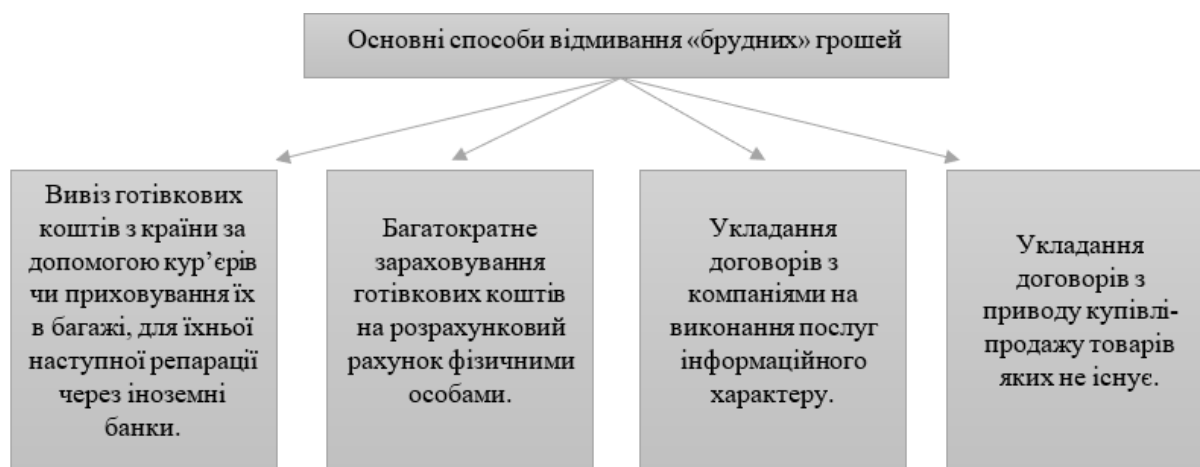 Основні способи відмивання «брудних» грошей
Вивіз готівкових
коштів з країни за
допомогою кур’єрів
чи приховування їх
в багажі, для їхньої
наступної репарації
через іноземні
банки.
Багатократне
зараховування
готівкових коштів
на розрахунковий
рахунок фізичними
особами.
Укладання
договорів з
компаніями на
виконання послуг
інформаційного
характеру.
Укладання
договорів з
приводу купівлі-
продажу товарів
яких не існує.